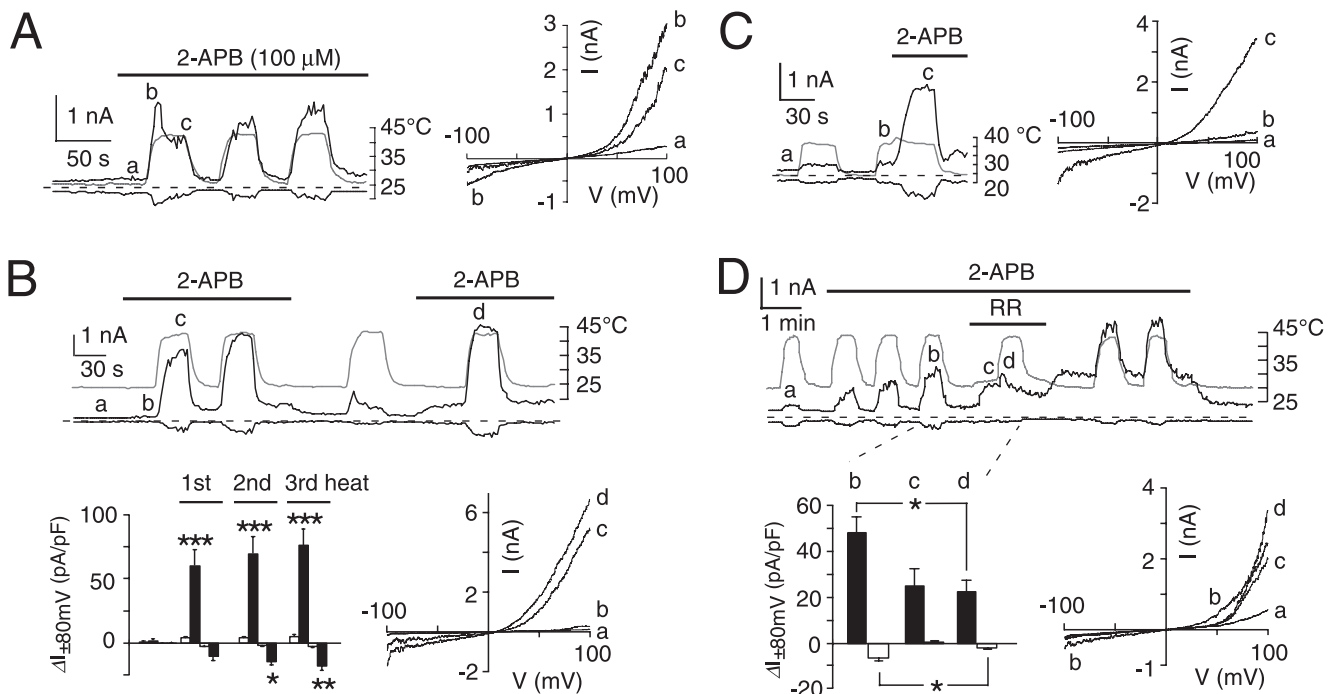 A
2-APB (100 μM)
1 nA
50 s
a
b
c
45°C
35
25
I (nA)
3
2
1
-1
-100
100
V (mV)
b
c
a
b
C
2-APB
1 nA
30 s
a
b
c
40 °C
30
20
I (nA)
4
2
-2
-100
100
V (mV)
c
b
a
B
2-APB
2-APB
1 nA
30 s
a
b
c
d
45°C
35
25
1st
2nd
3rd heat
ΔI±80mV (pA/pF)
100
50
0
***
***
***
*
**
I (nA)
6
4
2
-2
-100
100
V (mV)
d
c
b
a
D
2-APB
RR
1 nA
1 min
a
b
c
d
45°C
35
25
b
c
d
*
*
ΔI±80mV (pA/pF)
60
40
20
0
-20
I (nA)
4
2
-1
-100
100
V (mV)
d
c
b
a
b